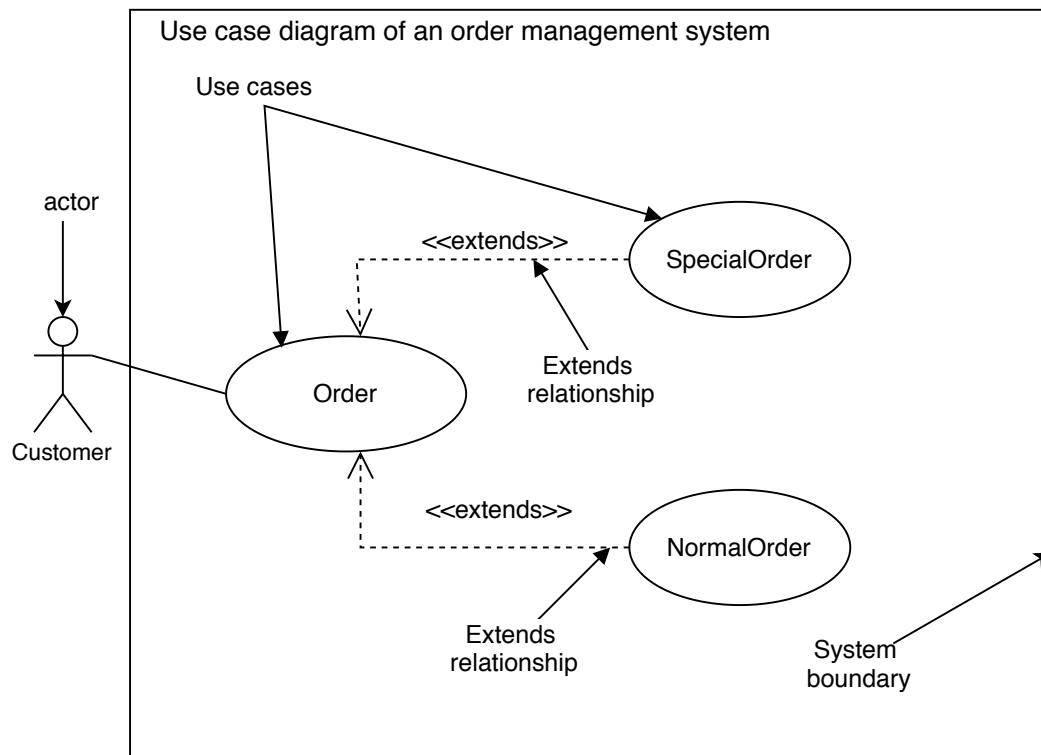 Use case diagram of an order management system
Use cases
actor
<<extends>>
SpecialOrder
Extends
relationship
Order
Customer
<<extends>>
NormalOrder
Extends
relationship
System
boundary